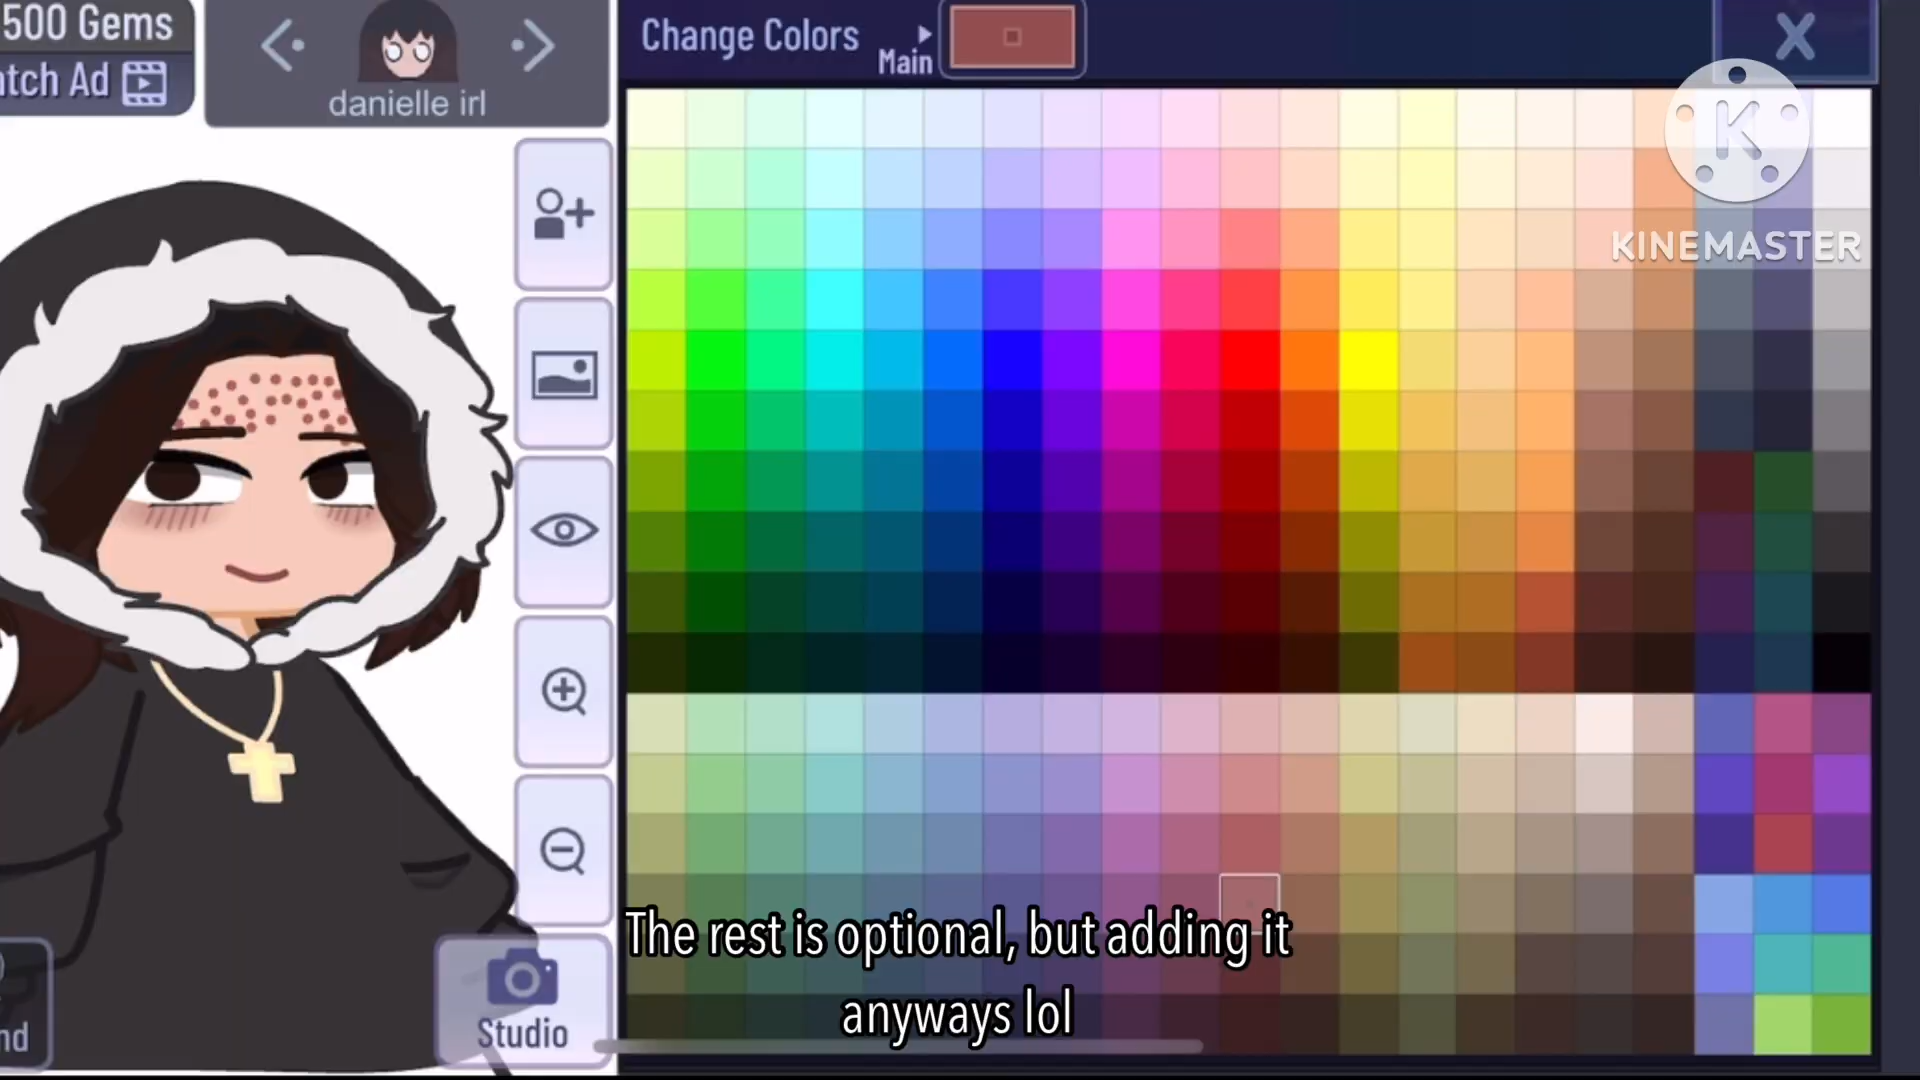 500 Gems
atch Ad
danielle irl
Change Colors
Main
X
K
KINEMASTER
The rest is optional, but adding it
anyways lol
Studio
nd